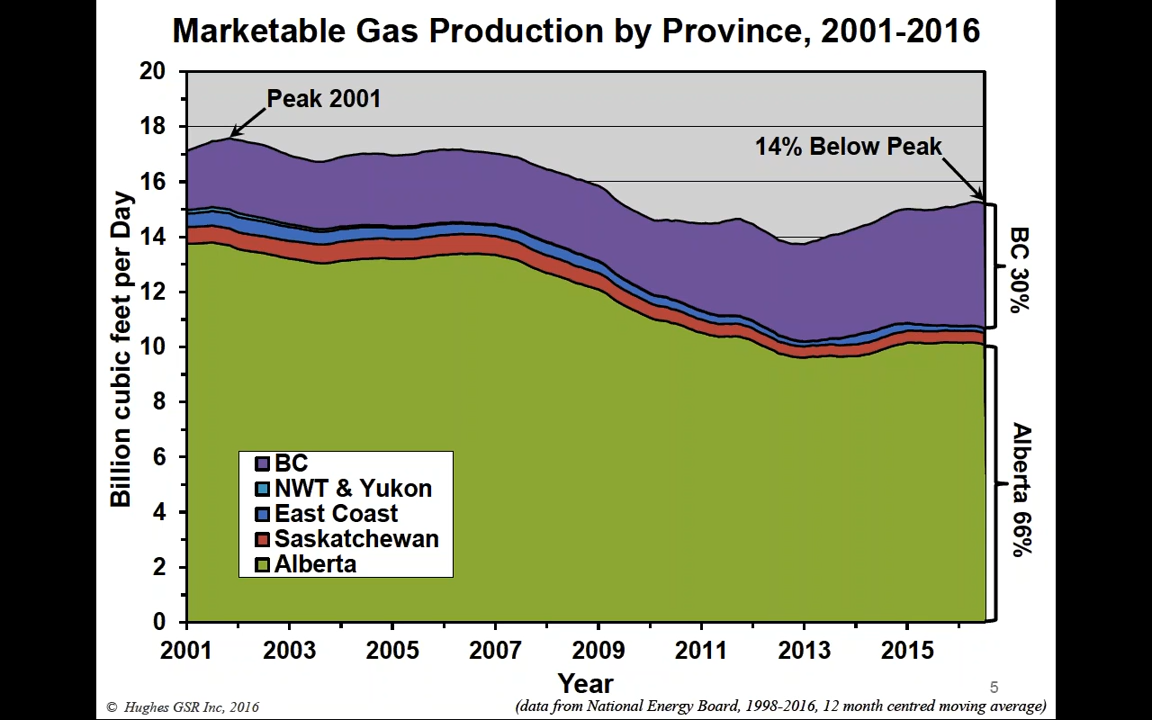 Marketable Gas Production by Province, 2001-2016
20
18
16
14
12
10
8
6
4
2
0
Billion cubic feet per Day
Peak 2001
14% Below Peak
BC 30%
Alberta 66%
BC
NWT & Yukon
East Coast
Saskatchewan
Alberta
2001 2003 2005 2007 2009 2011 2013 2015
Year
5
© Hughes GSR Inc, 2016
(data from National Energy Board, 1998-2016, 12 month centred moving average)